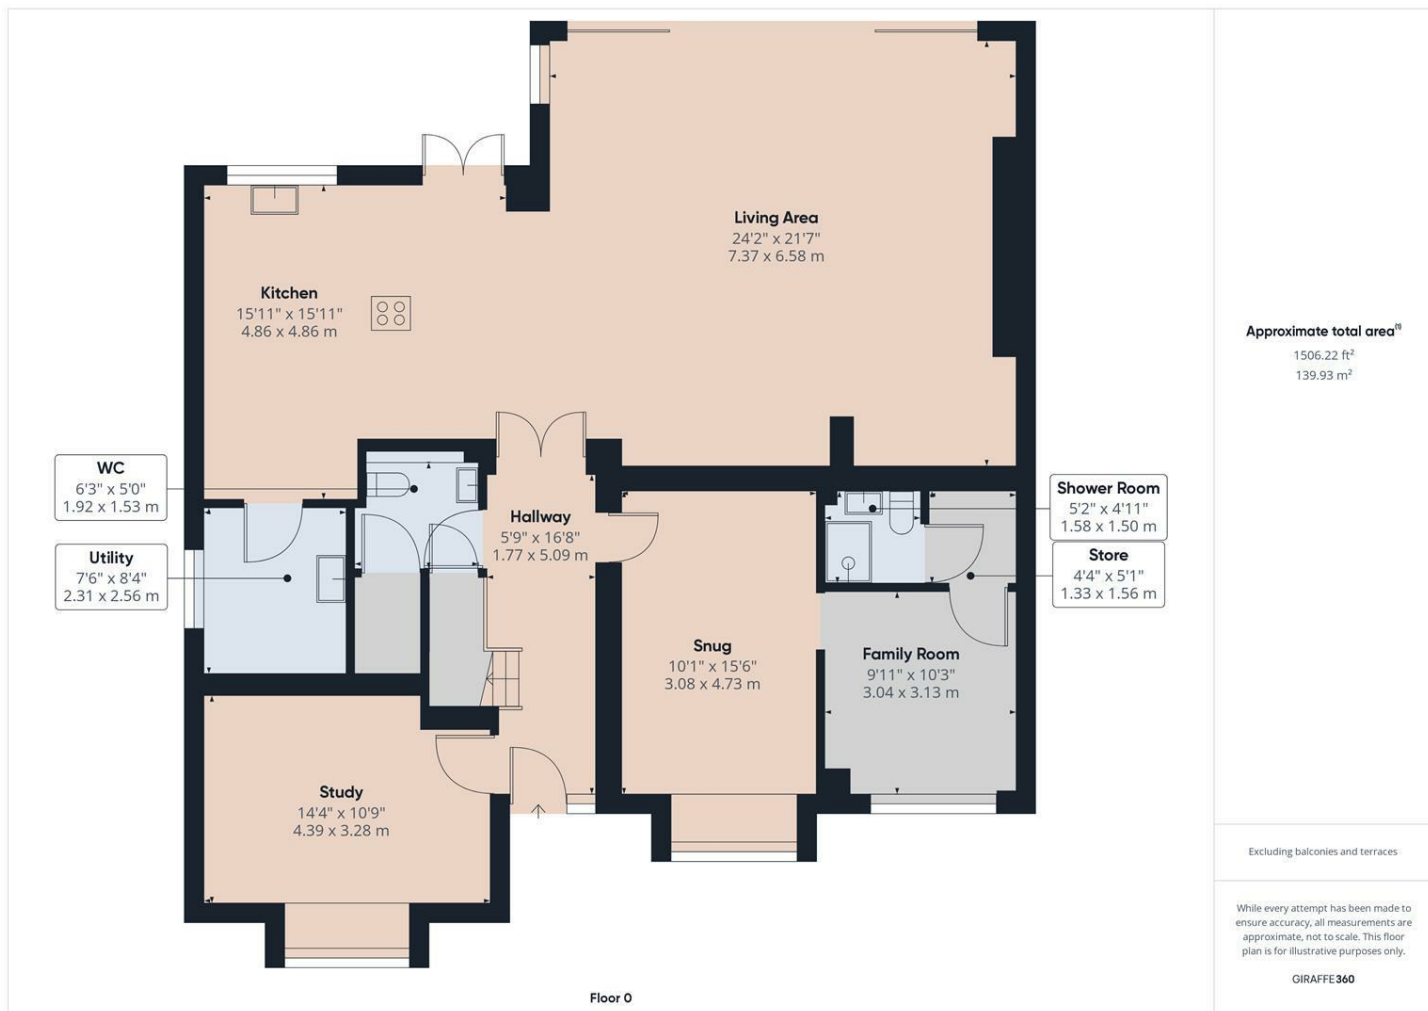 Living Area
24'2" x 21'7"
7.37 x 6.58 m
Kitchen
15'11" x 15'11"
4.86 x 4.86 m
WC
6'3" x 5'0"
1.92 x 1.53 m
Utility
7'6" x 8'4"
2.31 x 2.56 m
Hallway
5'9" x 16'8"
1.77 x 5.09 m
Shower Room
5'2" x 4'11"
1.58 x 1.50 m
Store
4'4" x 5'1"
1.33 x 1.56 m
Snug
10'1" x 15'6"
3.08 x 4.73 m
Family Room
9'11" x 10'3"
3.04 x 3.13 m
Study
14'4" x 10'9"
4.39 x 3.28 m
Floor 0
Approximate total area⁽¹⁾
1506.22 ft²
139.93 m²
Excluding balconies and terraces
While every attempt has been made to
ensure accuracy, all measurements are
approximate, not to scale. This floor
plan is for illustrative purposes only.
GIRAFFE360